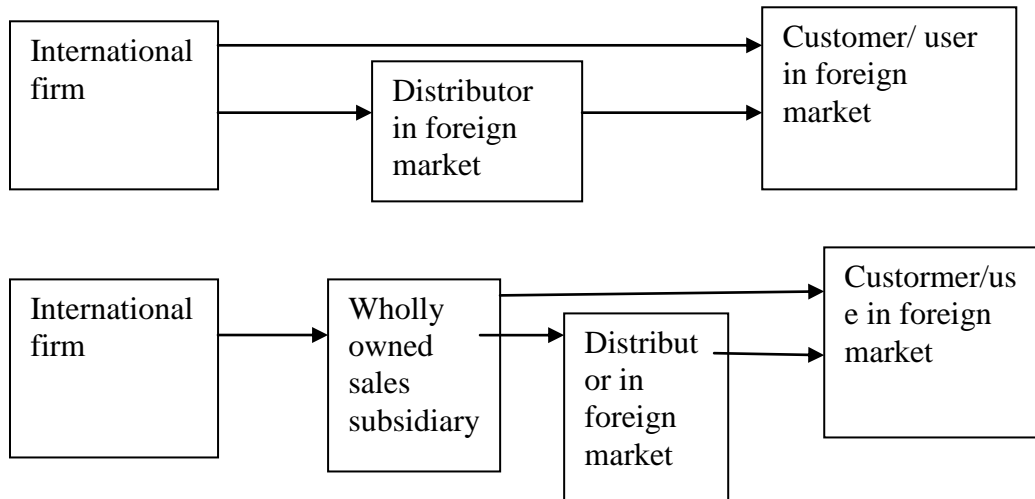 International
firm
Distributor
in foreign
market
Customer/ user
in foreign
market
International
firm
Wholly
owned
sales
subsidiary
Distribut
or in
foreign
market
Custormer/us
e in foreign
market